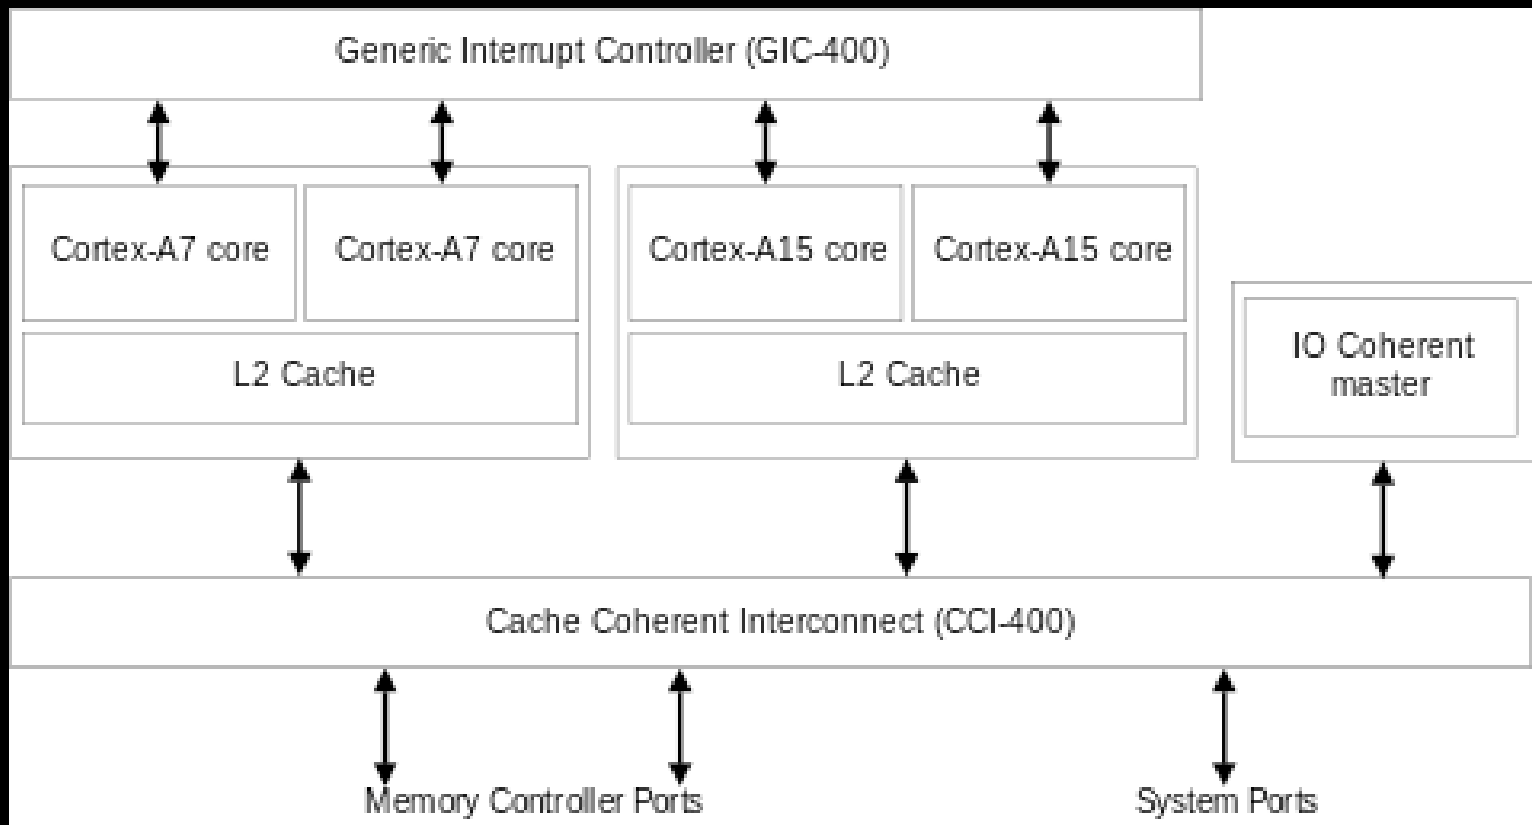 Generic Interrupt Controller (GIC-400)
Cortex-A7 core
Cortex-A7 core
Cortex-A15 core
Cortex-A15 core
L2 Cache
L2 Cache
IO Coherent
master
Cache Coherent Interconnect (CCI-400)
Memory Controller Ports
System Ports